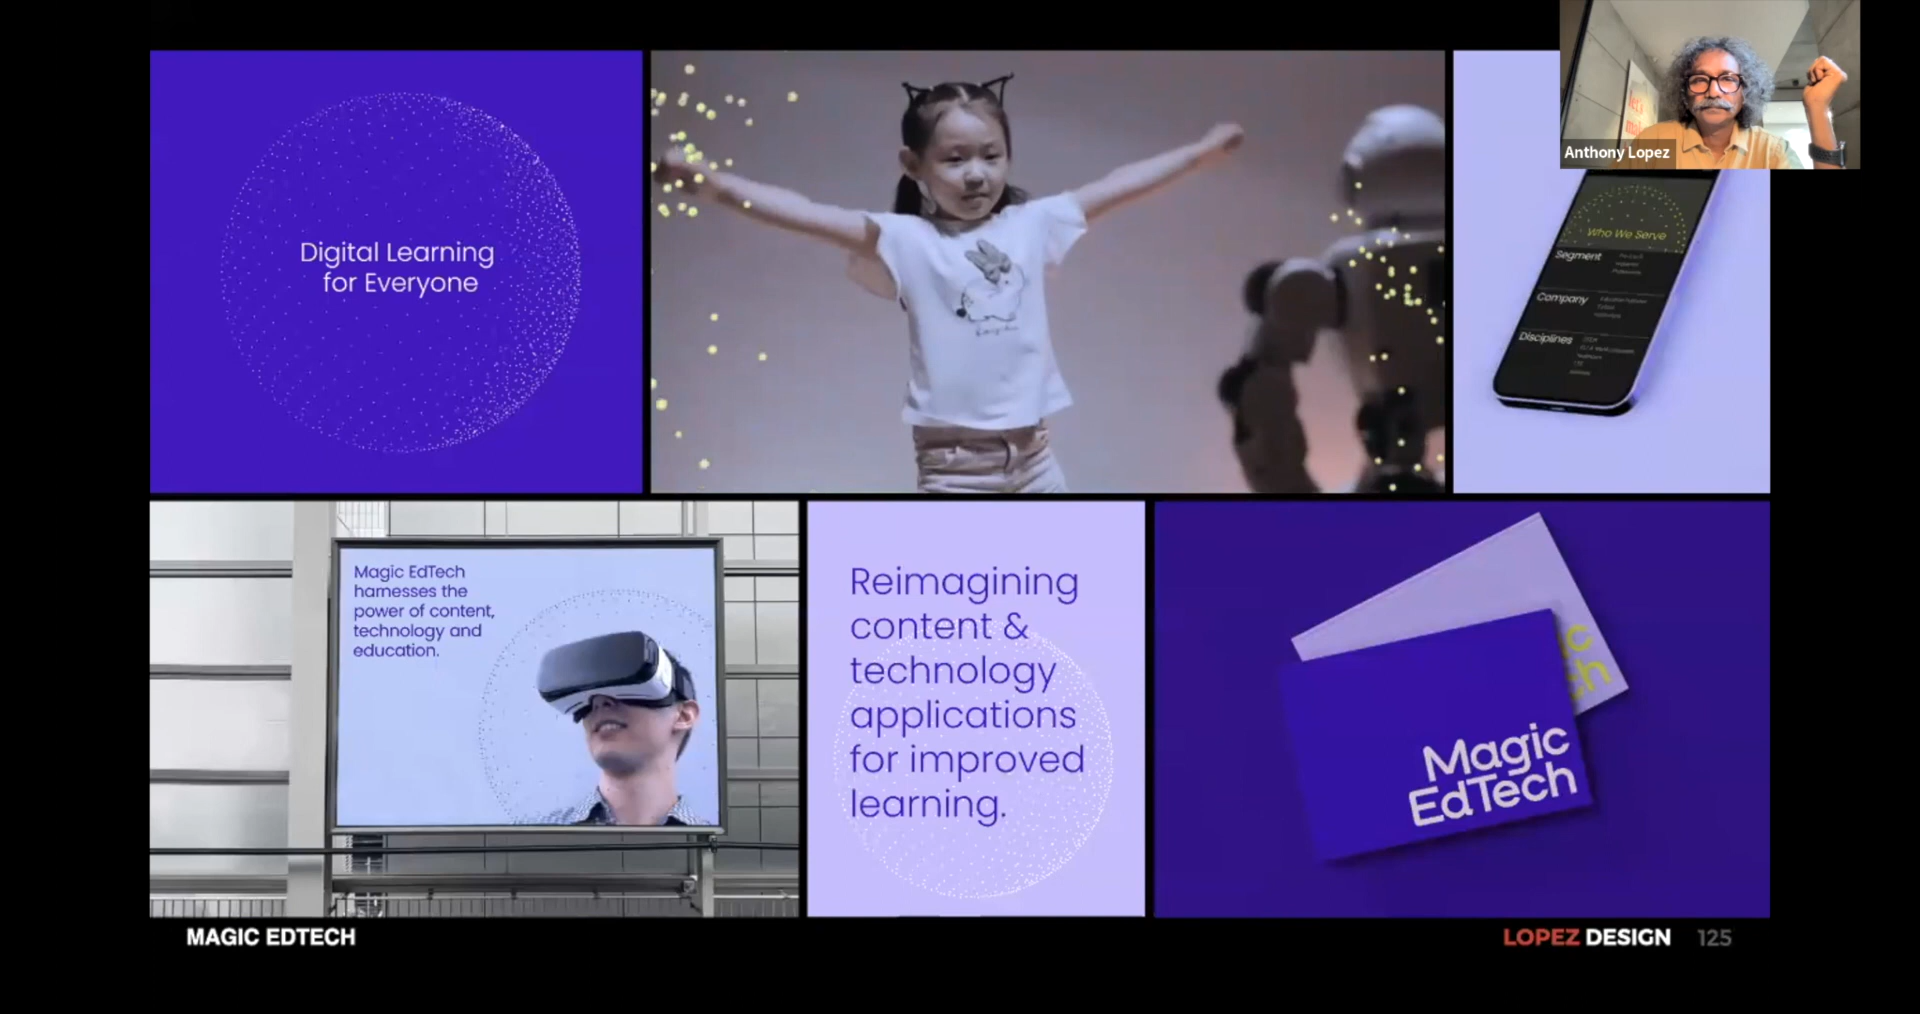 Digital Learning
for Everyone
Anthony Lopez
Who We Serve
Segment
Company
Disciplines
Magic EdTech
harnesses the
power of content,
technology and
education.
Reimagining
content &
technology
applications
for improved
learning.
Magic
EdTech
MAGIC EDTECH
LOPEZ DESIGN 125